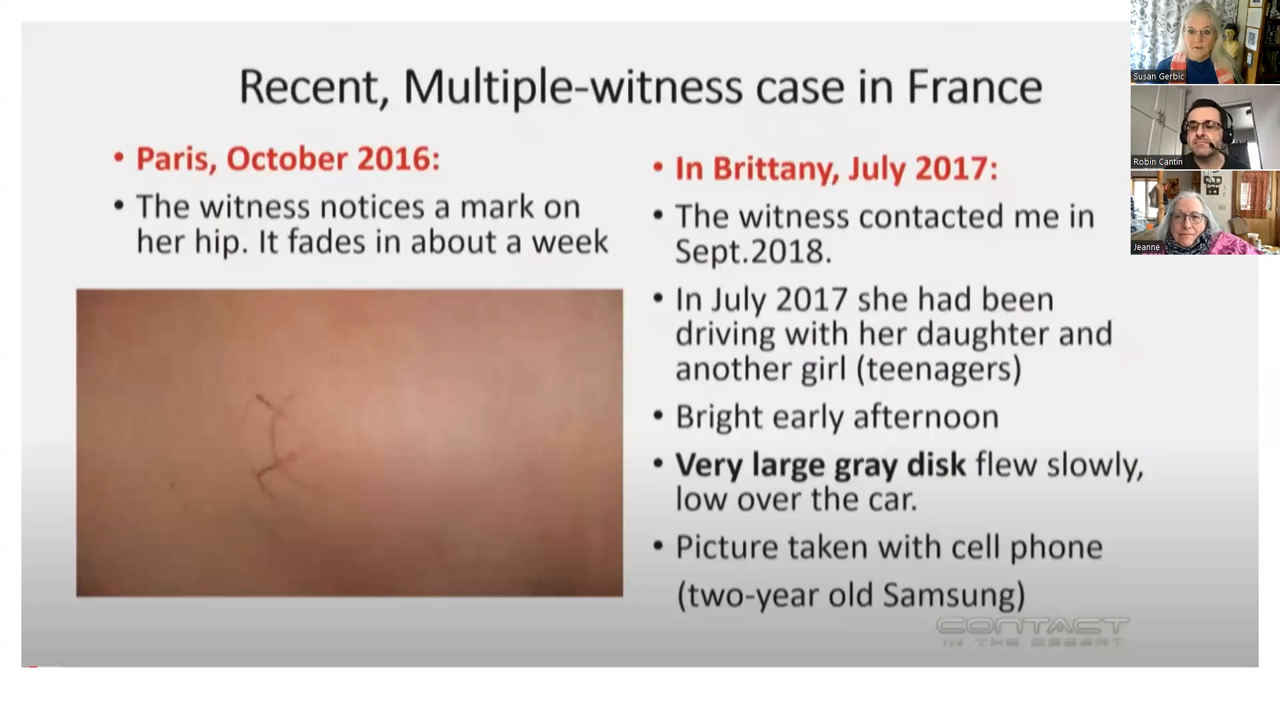 Recent, Multiple-witness case in France
• Paris, October 2016:
• The witness notices a mark on
her hip. It fades in about a week
• In Brittany, July 2017:
• The witness contacted me in
Sept.2018.
• In July 2017 she had been
driving with her daughter and
another girl (teenagers)
• Bright early afternoon
• Very large gray disk flew slowly,
low over the car.
• Picture taken with cell phone
(two-year old Samsung)
CONTACT
IN THE DESERT
Susan Gerbic
Robin Cantin
Jeanne